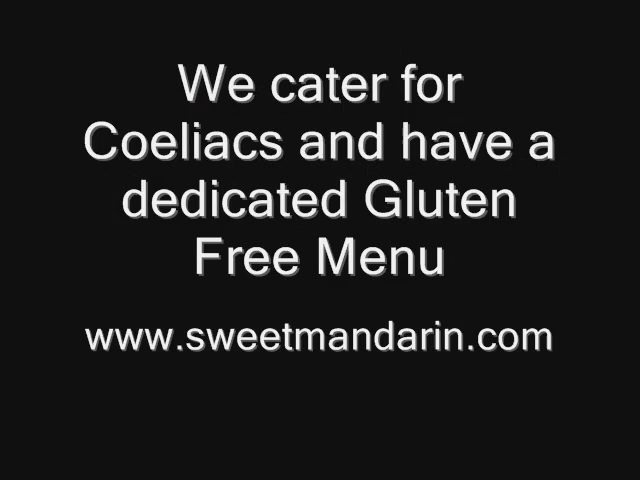 We cater for
Coeliacs and have a
dedicated Gluten
Free Menu
www.sweetmandarin.com